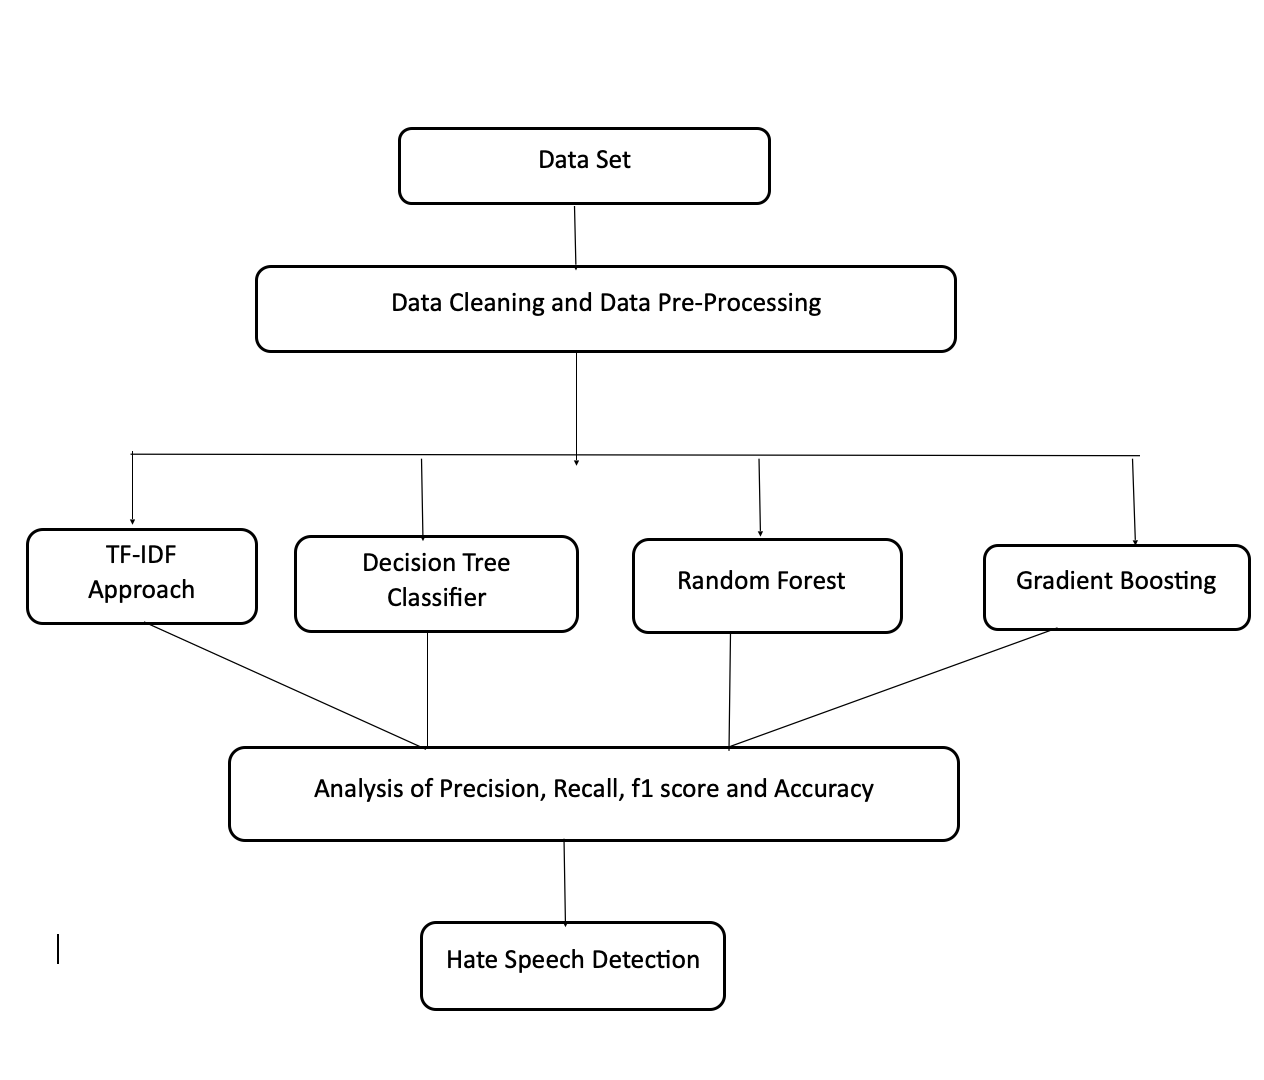 Data Set
Data Cleaning and Data Pre-Processing
TF-IDF
Approach
Decision Tree
Classifier
Random Forest
Gradient Boosting
Analysis of Precision, Recall, f1 score and Accuracy
Hate Speech Detection